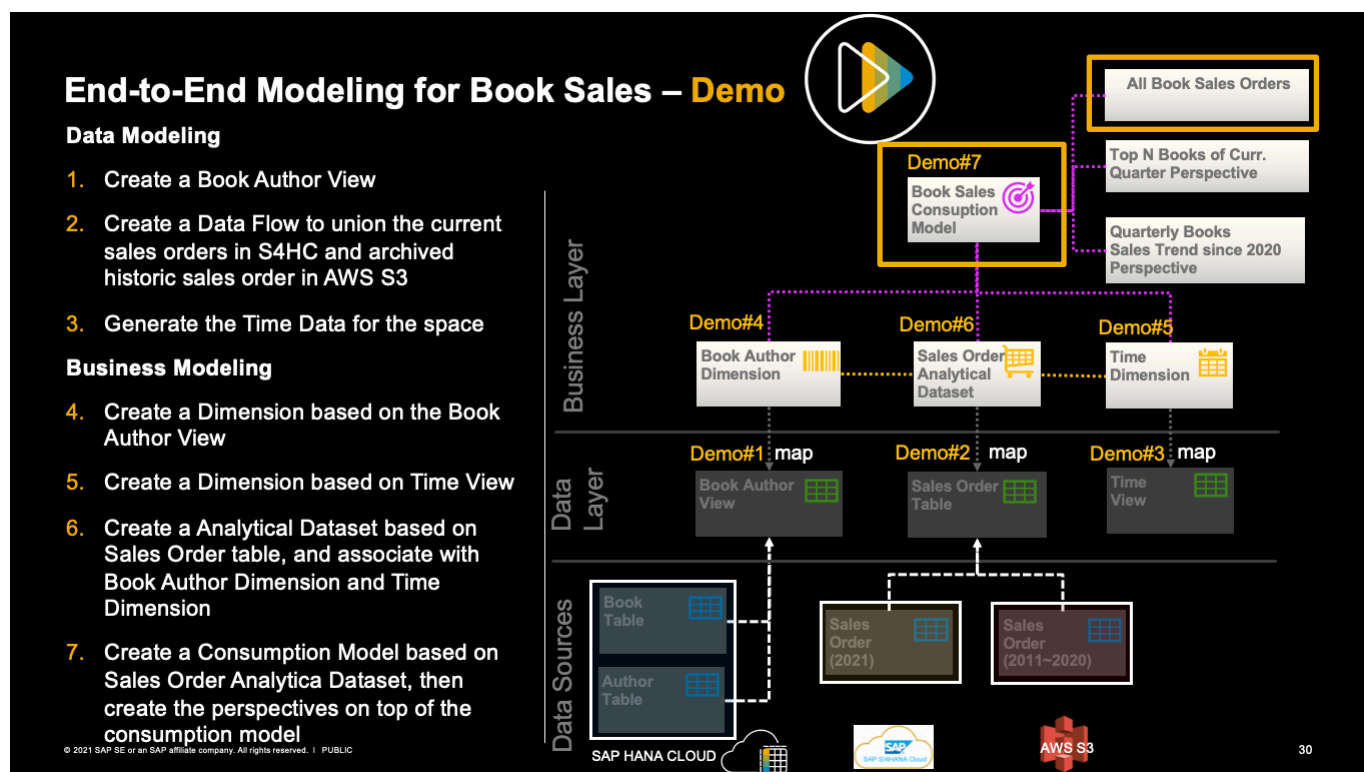 End-to-End Modeling for Book Sales – Demo
Data Modeling
1. Create a Book Author View
2. Create a Data Flow to union the current
sales orders in S4HC and archived
historic sales order in AWS S3
3. Generate the Time Data for the space
Business Modeling
4. Create a Dimension based on the Book
Author View
5. Create a Dimension based on Time View
6. Create a Analytical Dataset based on
Sales Order table, and associate with
Book Author Dimension and Time
Dimension
7. Create a Consumption Model based on
Sales Order Analytica Dataset, then
create the perspectives on top of the
consumption model
All Book Sales Orders
Top N Books of Curr.
Quarter Perspective
Quarterly Books
Sales Trend since 2020
Perspective
Demo#7
Book Sales
Consuption
Model
Business Layer
Demo#4
Book Author
Dimension
Demo#6
Sales Order
Analytical
Dataset
Demo#5
Time
Dimension
Data
Layer
Demo#1 map
Book Author
View
Demo#2 map
Sales Order
Table
Demo#3 map
Time
View
Data Sources
Book
Table
Author
Table
Sales
Order
(2021)
Sales
Order
(2011~2020)
SAP HANA CLOUD
SAP
SAP S/4HANA Cloud
AWS S3
© 2021 SAP SE or an SAP affiliate company. All rights reserved. ǀ PUBLIC
30